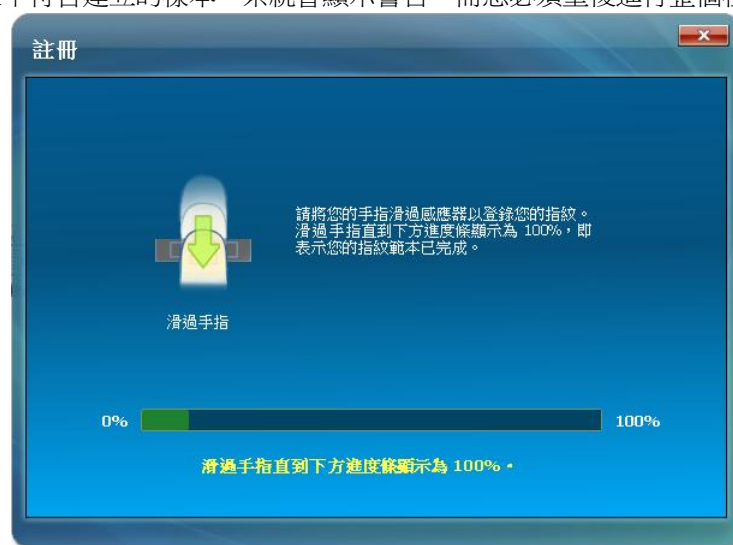 註冊
請將您的手指滑過感應器以登錄您的指紋。
滑過手指直到下方進度條顯示為 100%，即
表示您的指紋範本已完成。
滑過手指
0%
100%
滑過手指直到下方進度條顯示為 100%。